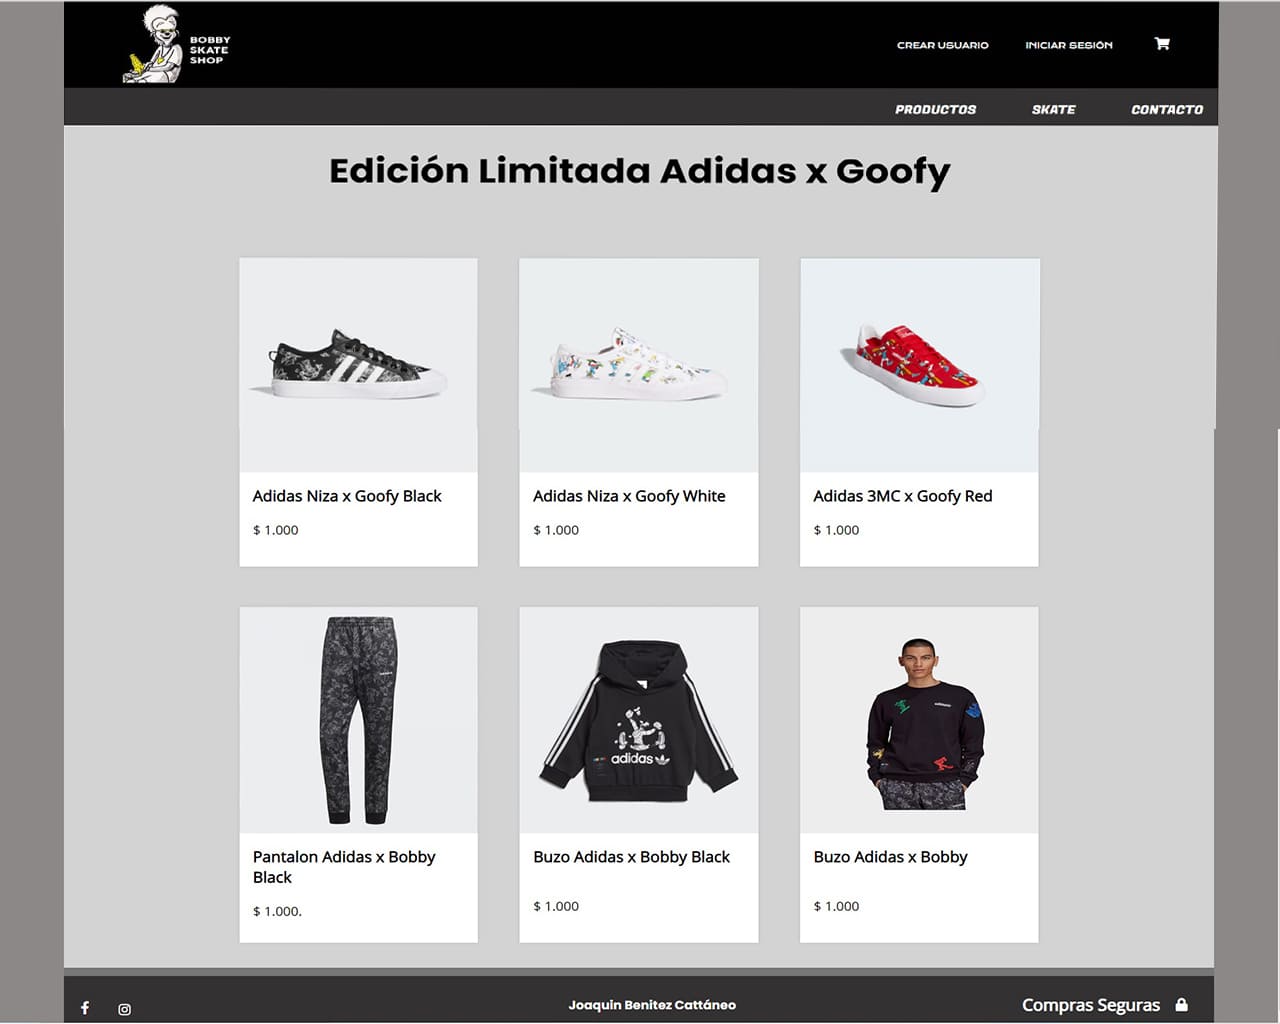 BOBBY
SKATE
SHOP
CREAR USUARIO
INICIAR SESIÓN
PRODUCTOS
SKATE
CONTACTO
Edición Limitada Adidas x Goofy
Adidas Niza x Goofy Black
$ 1.000
Adidas Niza x Goofy White
$ 1.000
Adidas 3MC x Goofy Red
$ 1.000
adidas
Pantalon Adidas x Bobby
Black
$ 1.000.
Buzo Adidas x Bobby Black
$ 1.000
Buzo Adidas x Bobby
$ 1.000
Joaquin Benitez Cattáneo
Compras Seguras